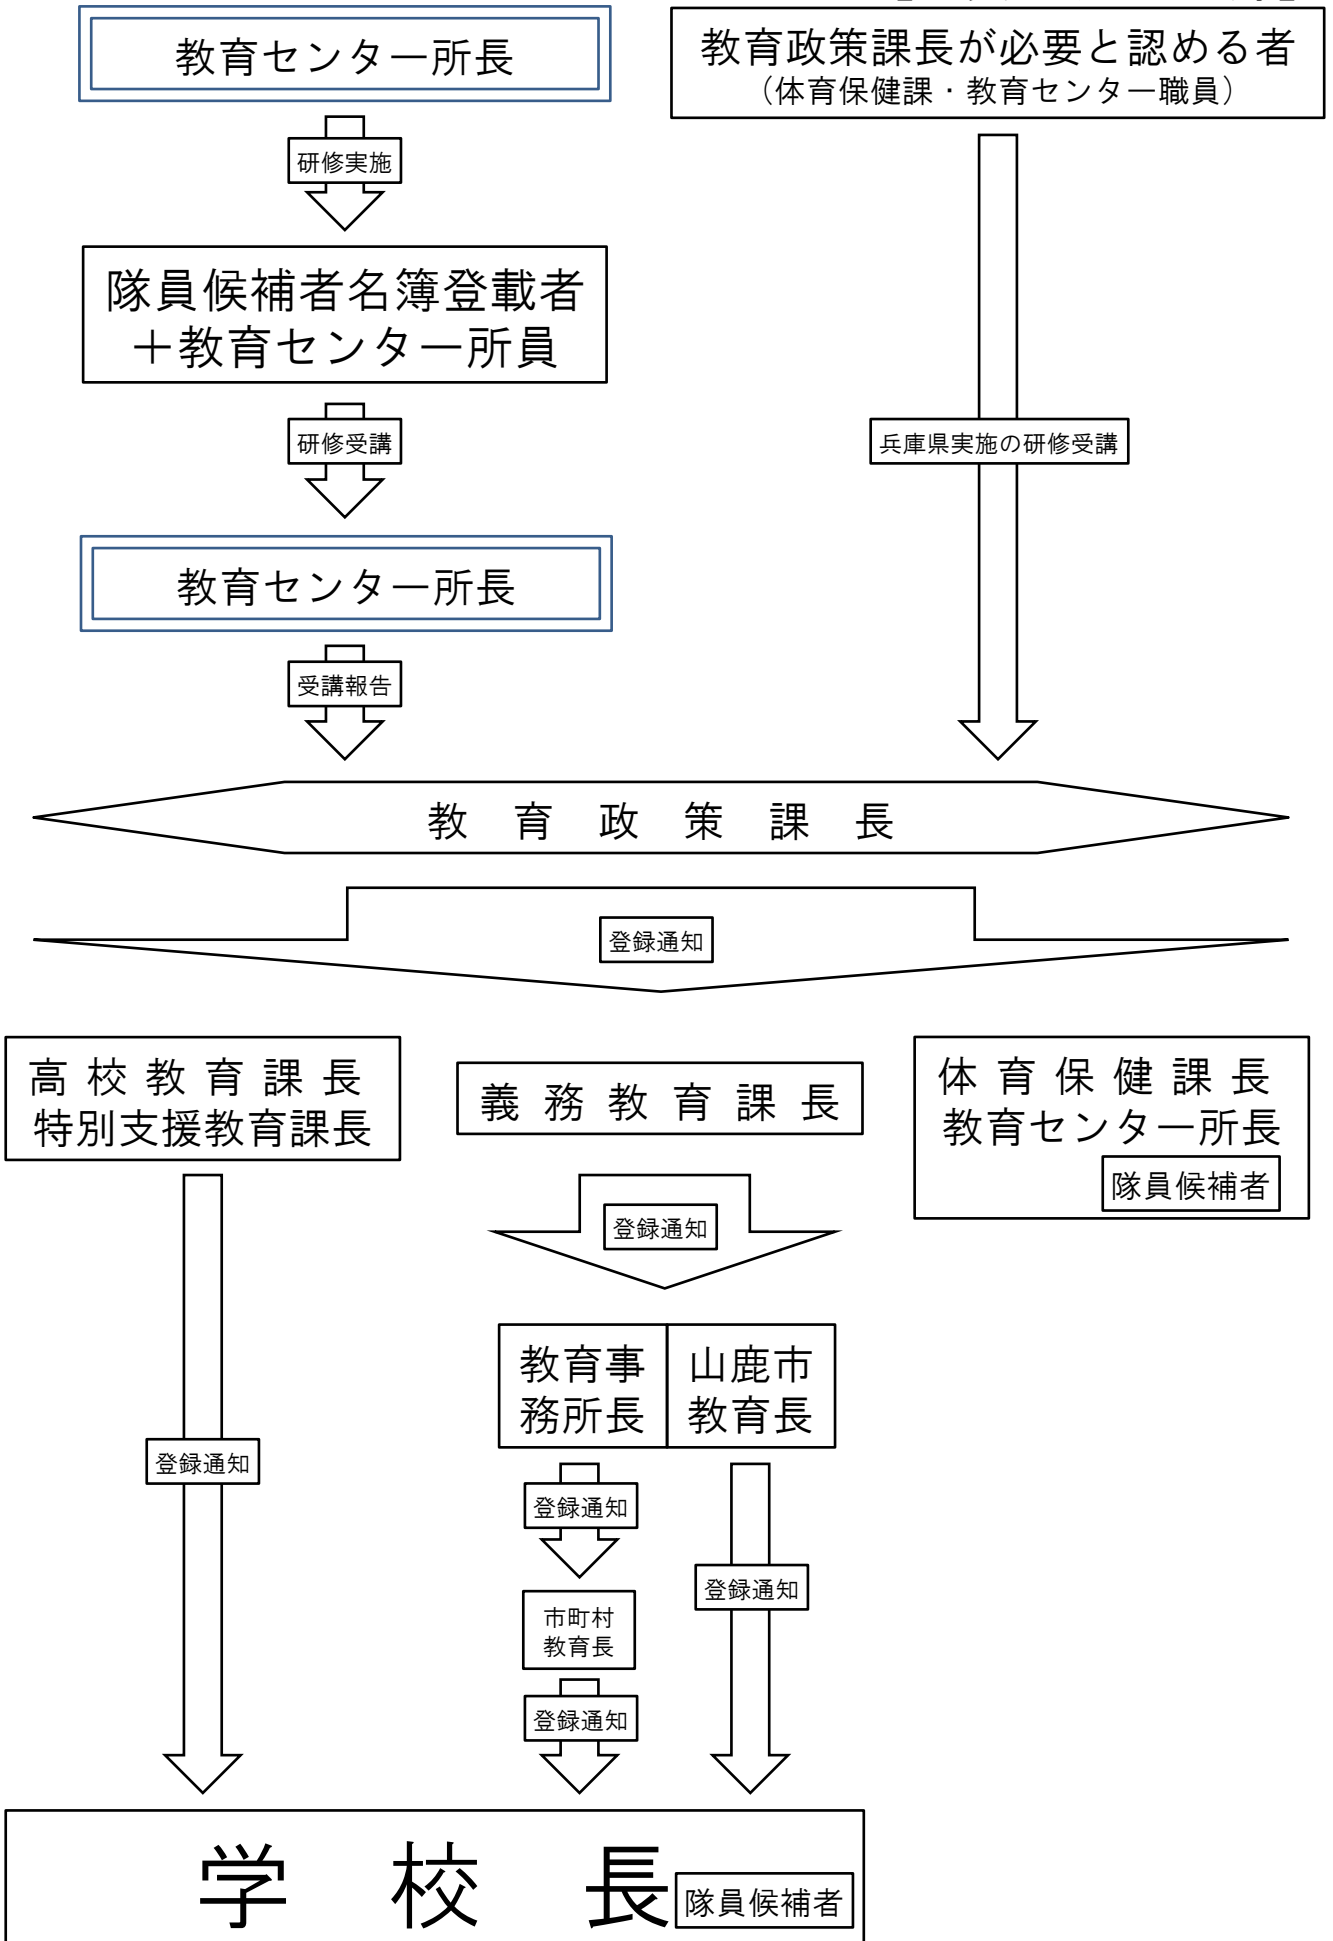 教育センター所長
教育政策課長が必要と認める者
（体育保健課・教育センター職員）
研修実施
隊員候補者名簿登載者
＋教育センター所員
研修受講
兵庫県実施の研修受講
教育センター所長
受講報告
教　育　政　策　課　長
登録通知
高校教育課長
特別支援教育課長
義務教育課長
体育保健課長
教育センター所長
隊員候補者
登録通知
教育事
務所長
山鹿市
教育長
登録通知
登録通知
登録通知
市町村
教育長
登録通知
学　校　長
隊員候補者